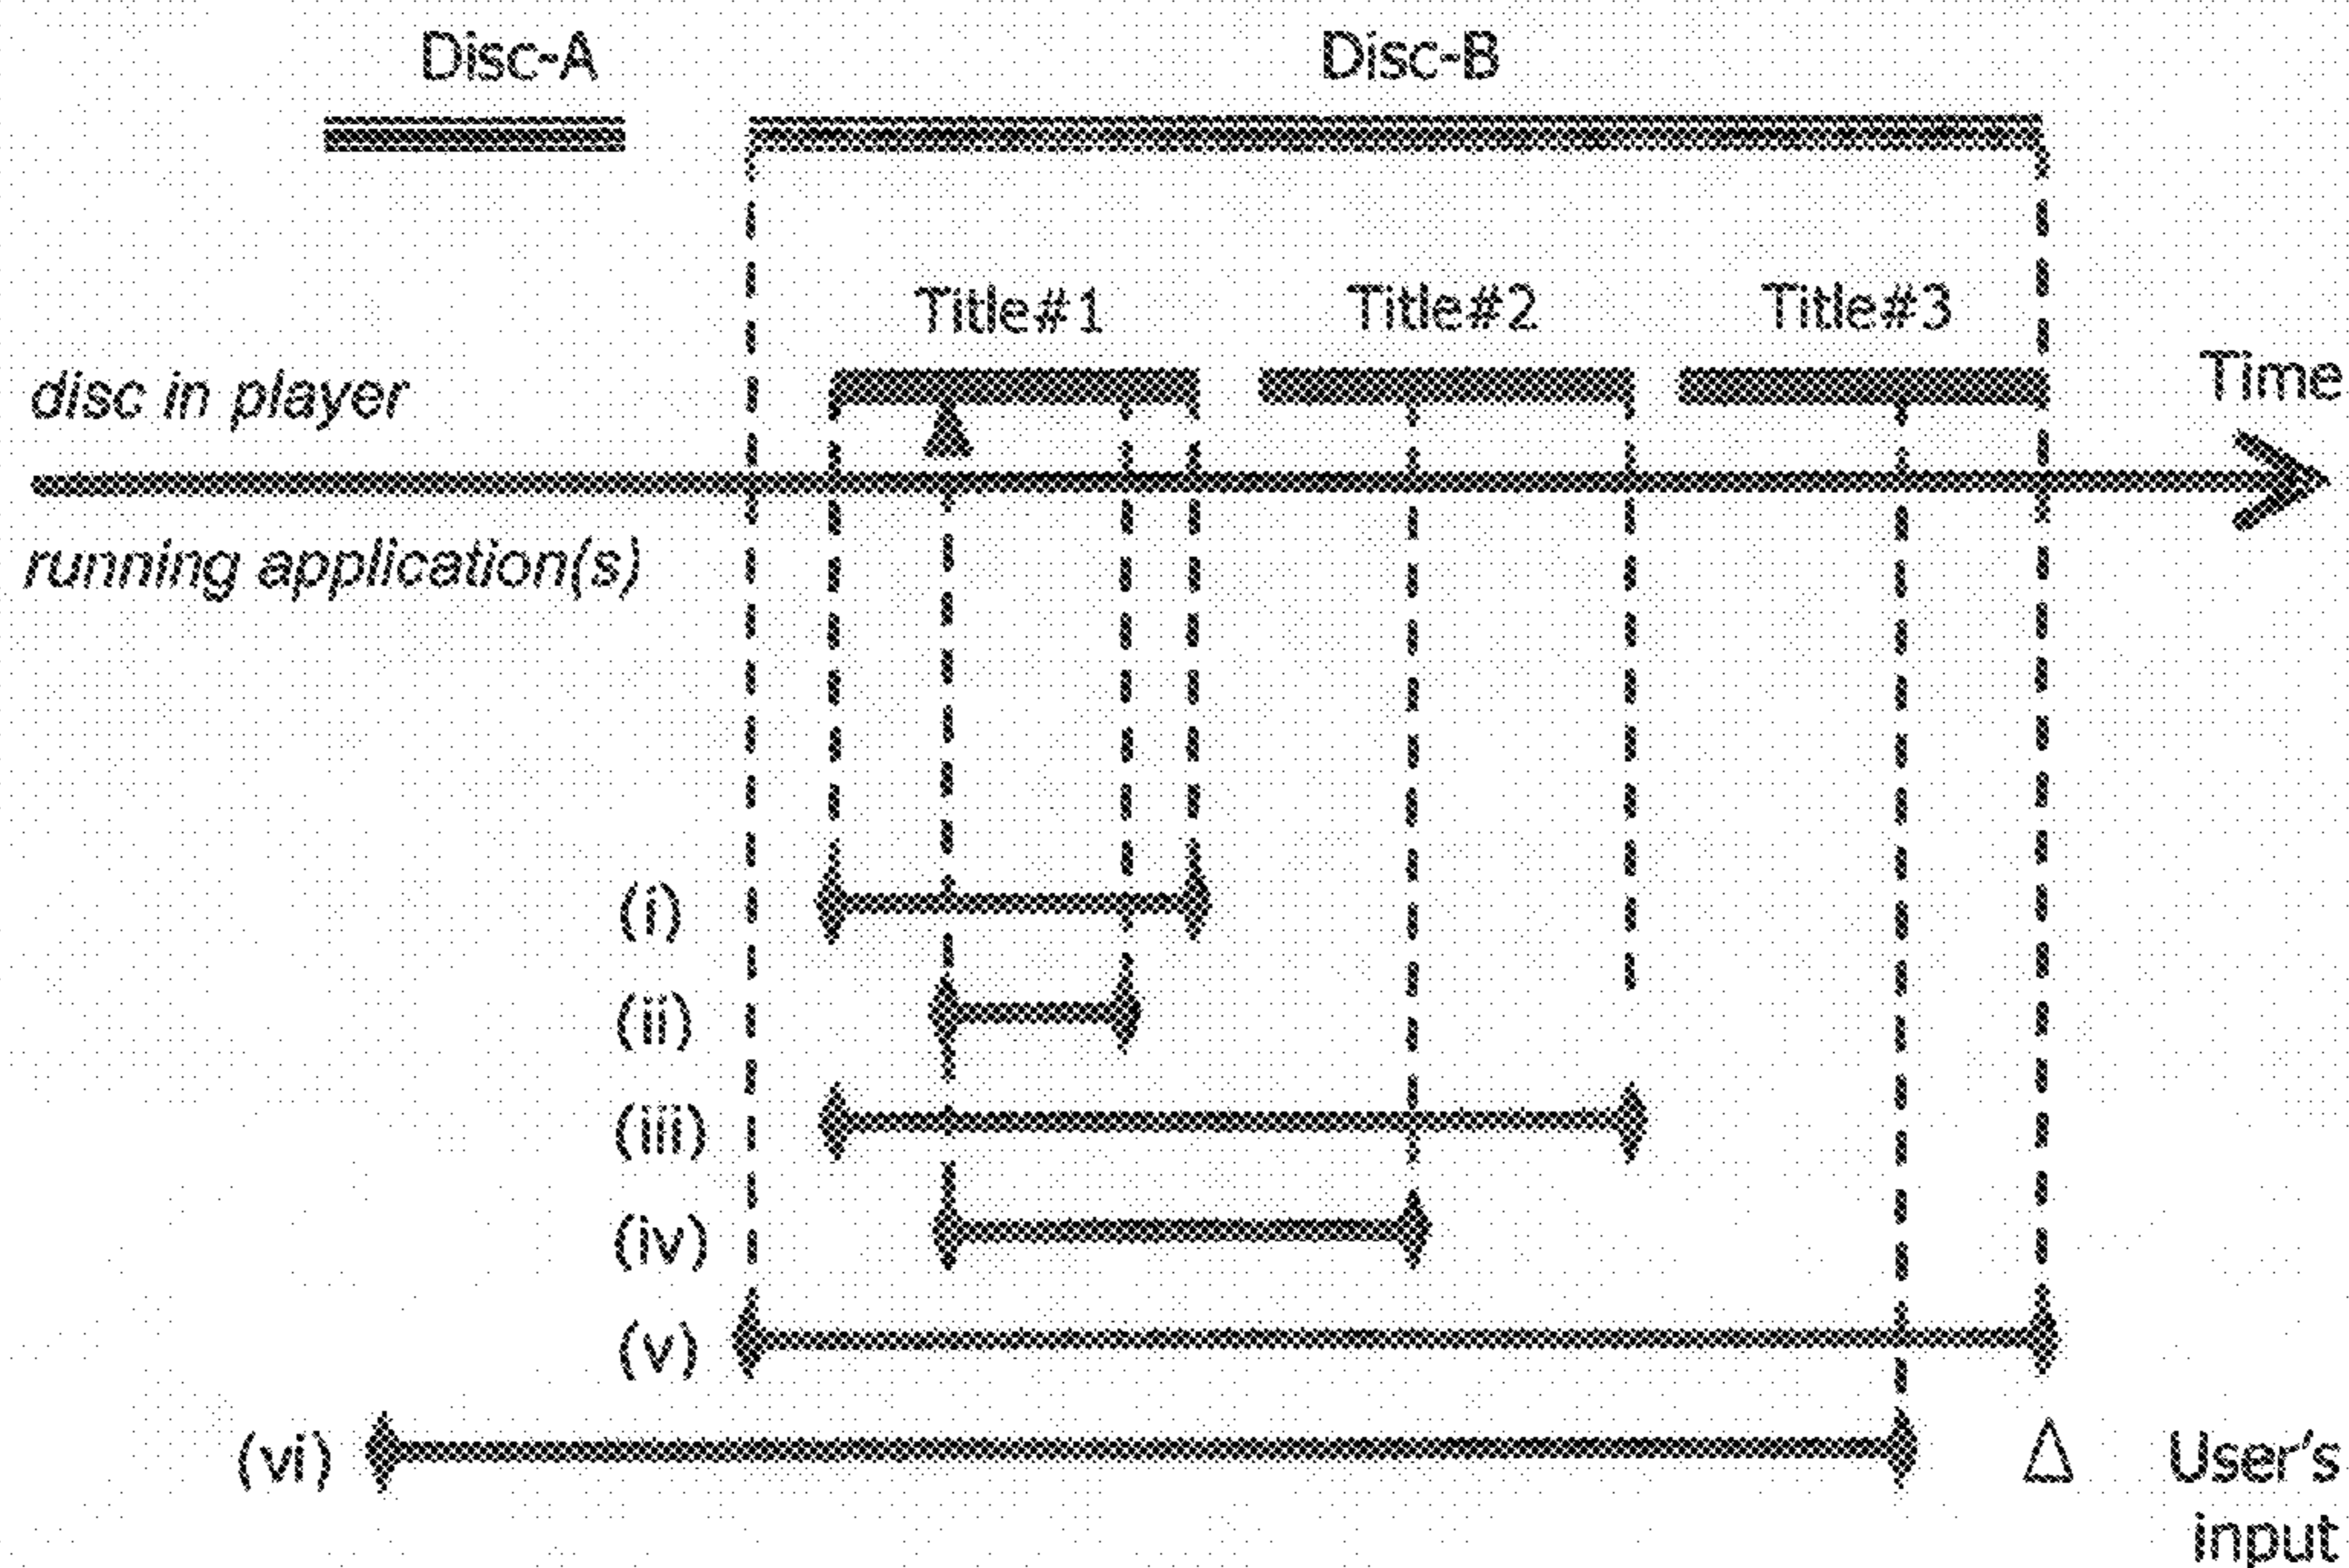 Disc-A
Disc-B
Title#1
Title#2
Title#3
Time
disc in player
running application(s)
(i)
(ii)
(iii)
(iv)
(v)
(vi)
User's
input